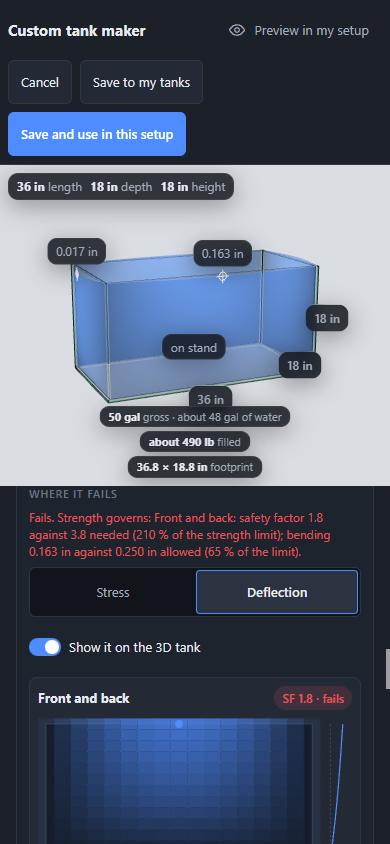 Custom tank maker
Preview in my setup
Cancel
Save to my tanks
Save and use in this setup
36 in length 18 in depth 18 in height
0.017 in
0.163 in
18 in
on stand
18 in
36 in
50 gal gross · about 48 gal of water
about 490 lb filled
36.8 × 18.8 in footprint
WHERE IT FAILS
Fails. Strength governs: Front and back: safety factor 1.8
against 3.8 needed (210 % of the strength limit); bending
0.163 in against 0.250 in allowed (65 % of the limit).
Stress
Deflection
Show it on the 3D tank
Front and back
SF 1.8 · fails